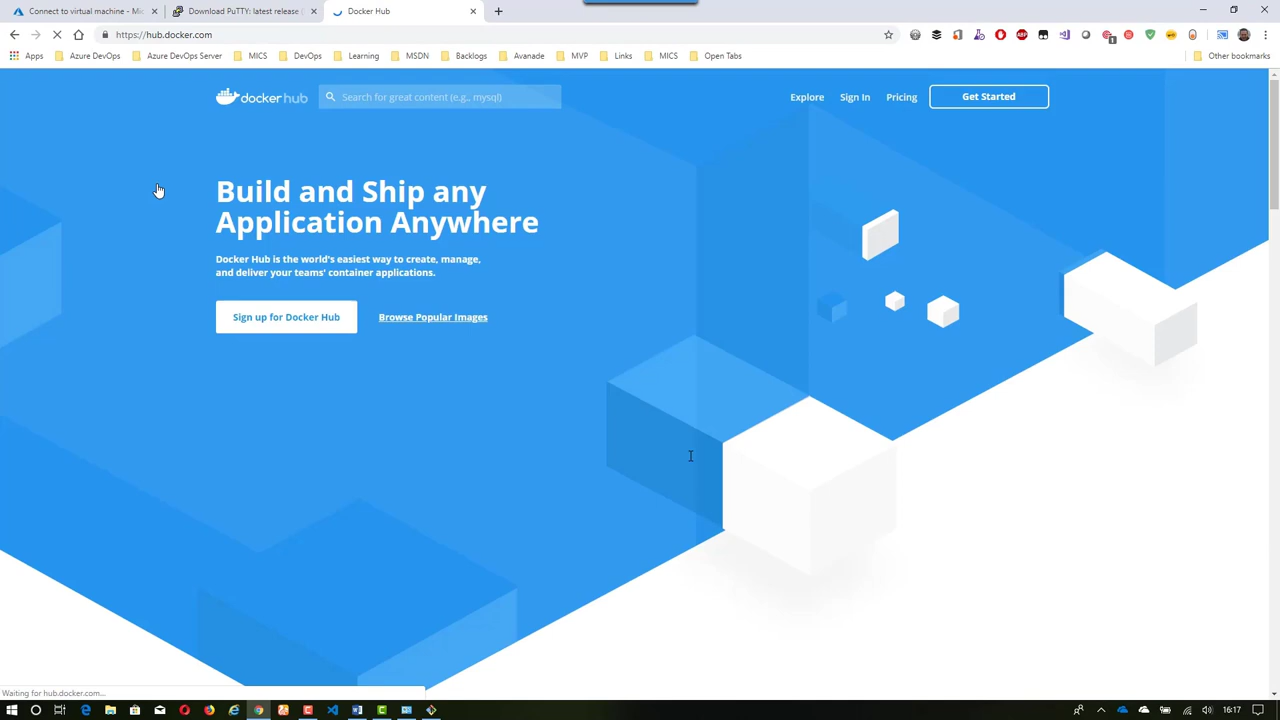 Connect to virtual machine - Mic
Download PuTTY: latest release (
Docker Hub
https://hub.docker.com
Apps
Azure DevOps
Azure DevOps Server
MICS
DevOps
Learning
MSDN
Backlogs
Avanade
MVP
Links
MICS
Open Tabs
Other bookmarks
dockerhub
Search for great content (e.g., mysql)
Explore
Sign In
Pricing
Get Started
Build and Ship any
Application Anywhere
Docker Hub is the world's easiest way to create, manage,
and deliver your teams' container applications.
Sign up for Docker Hub
Browse Popular Images
Waiting for hub.docker.com...
16:17